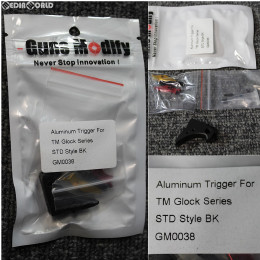 MEDIAWORLD
Guns Modify
Never Stop Innovation !
Aluminum Trigger For
TM Glock Series
STD Style BK
GM0038
Aluminum Trigger For
TM Glock Series
STD Style BK
GM0038